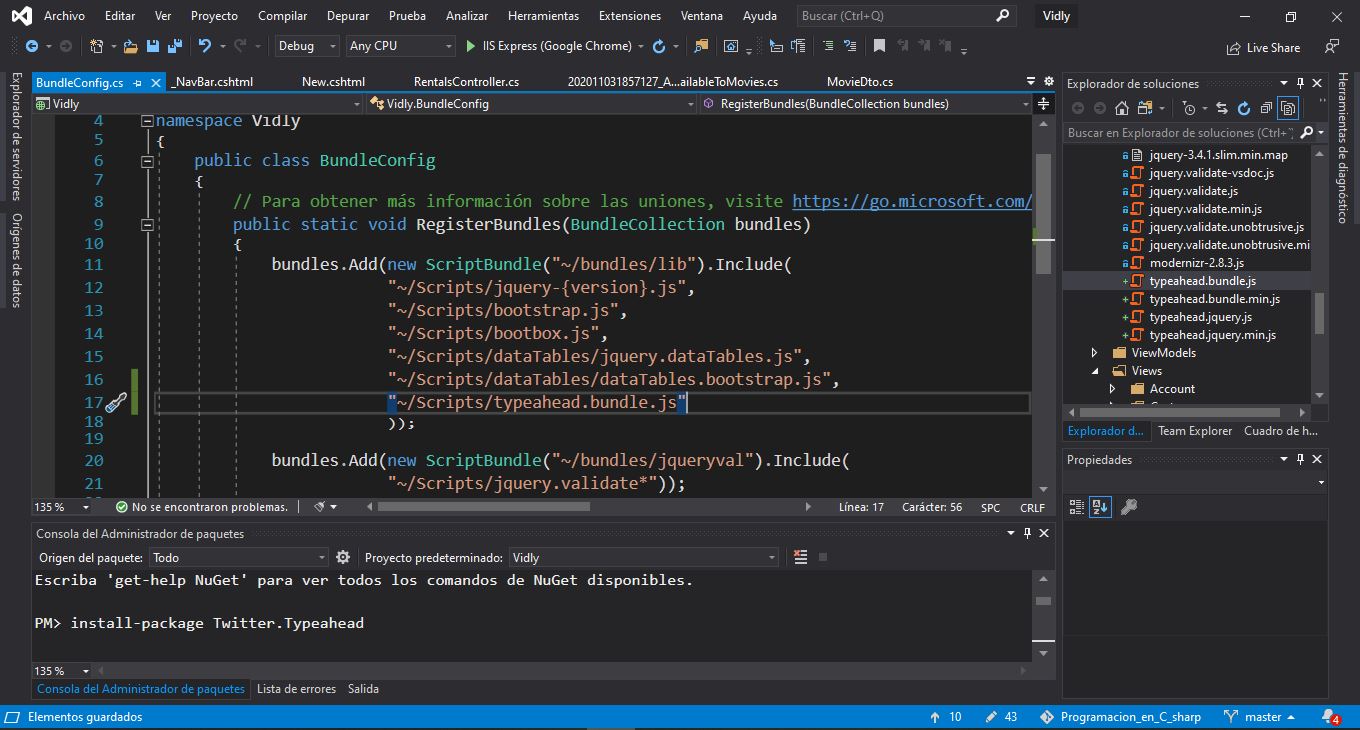 Archivo Editar Ver Proyecto Compilar Depurar Prueba Analizar Herramientas Extensiones Ventana Ayuda Buscar (Ctrl+Q) Vidly
Debug Any CPU IIS Express (Google Chrome) Live Share
Explorador de servidores
Orígenes de datos
BundleConfig.cs _NavBar.cshtml New.cshtml RentalsController.cs 202011031857127_A...ailableToMovies.cs MovieDto.cs
Vidly Vidly.BundleConfig RegisterBundles(BundleCollection bundles)
4 namespace Vidly
5 {
6 public class BundleConfig
7 {
8 // Para obtener más información sobre las uniones, visite https://go.microsoft.com/
9 public static void RegisterBundles(BundleCollection bundles)
10 {
11 bundles.Add(new ScriptBundle("~/bundles/lib").Include(
12 "~/Scripts/jquery-{version}.js",
13 "~/Scripts/bootstrap.js",
14 "~/Scripts/bootbox.js",
15 "~/Scripts/dataTables/jquery.dataTables.js",
16 "~/Scripts/dataTables/dataTables.bootstrap.js",
17 "~/Scripts/typeahead.bundle.js"
18 ));
19
20 bundles.Add(new ScriptBundle("~/bundles/jqueryval").Include(
21 "~/Scripts/jquery.validate*"));
135 % No se encontraron problemas. Línea: 17 Carácter: 56 SPC CRLF
Consola del Administrador de paquetes
Origen del paquete: Todo Proyecto predeterminado: Vidly
Escriba 'get-help NuGet' para ver todos los comandos de NuGet disponibles.
PM> install-package Twitter.Typeahead
135 %
Consola del Administrador de paquetes Lista de errores Salida
Explorador de soluciones
Buscar en Explorador de soluciones (Ctrl+
jquery-3.4.1.slim.min.map
jquery.validate-vsdoc.js
jquery.validate.js
jquery.validate.min.js
jquery.validate.unobtrusive.js
jquery.validate.unobtrusive.mi
modernizr-2.8.3.js
typeahead.bundle.js
typeahead.bundle.min.js
typeahead.jquery.js
typeahead.jquery.min.js
ViewModels
Views
Account
Explorador d... Team Explorer Cuadro de h...
Propiedades
Herramientas de diagnóstico
Elementos guardados 10 43 Programacion_en_C_sharp master 4